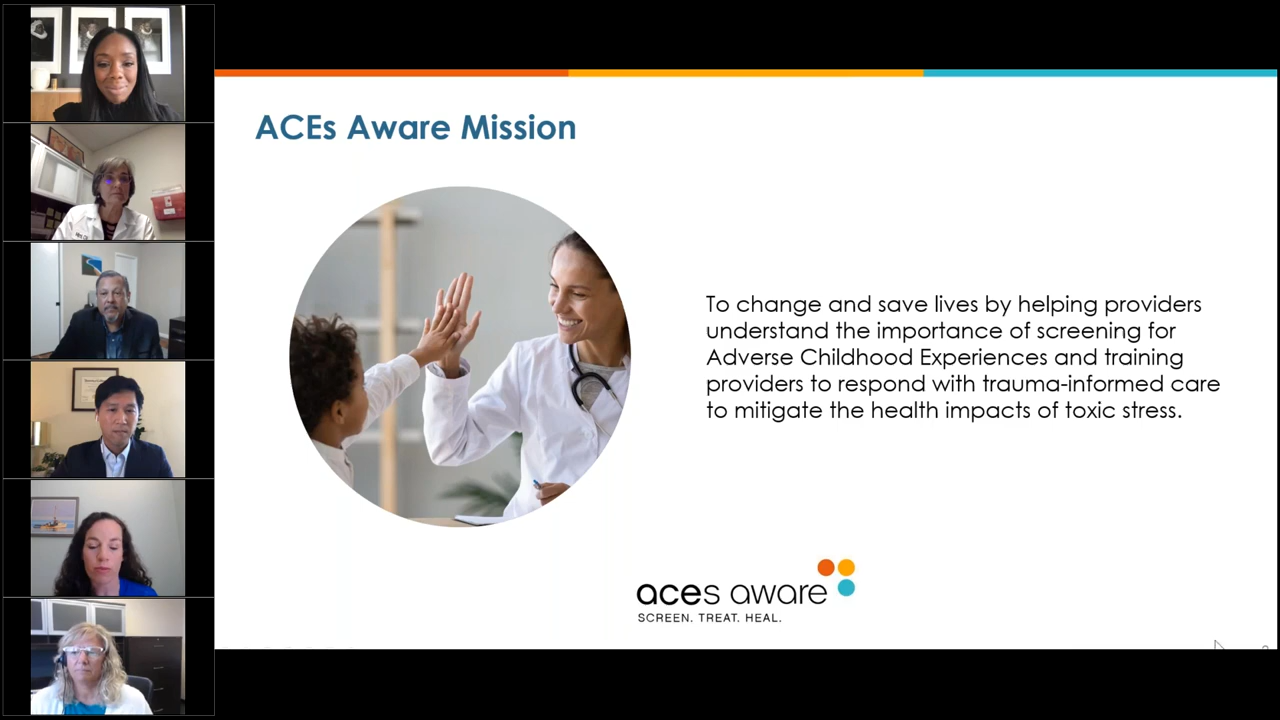 ACEs Aware Mission
To change and save lives by helping providers
understand the importance of screening for
Adverse Childhood Experiences and training
providers to respond with trauma-informed care
to mitigate the health impacts of toxic stress.
aces aware
SCREEN. TREAT. HEAL.